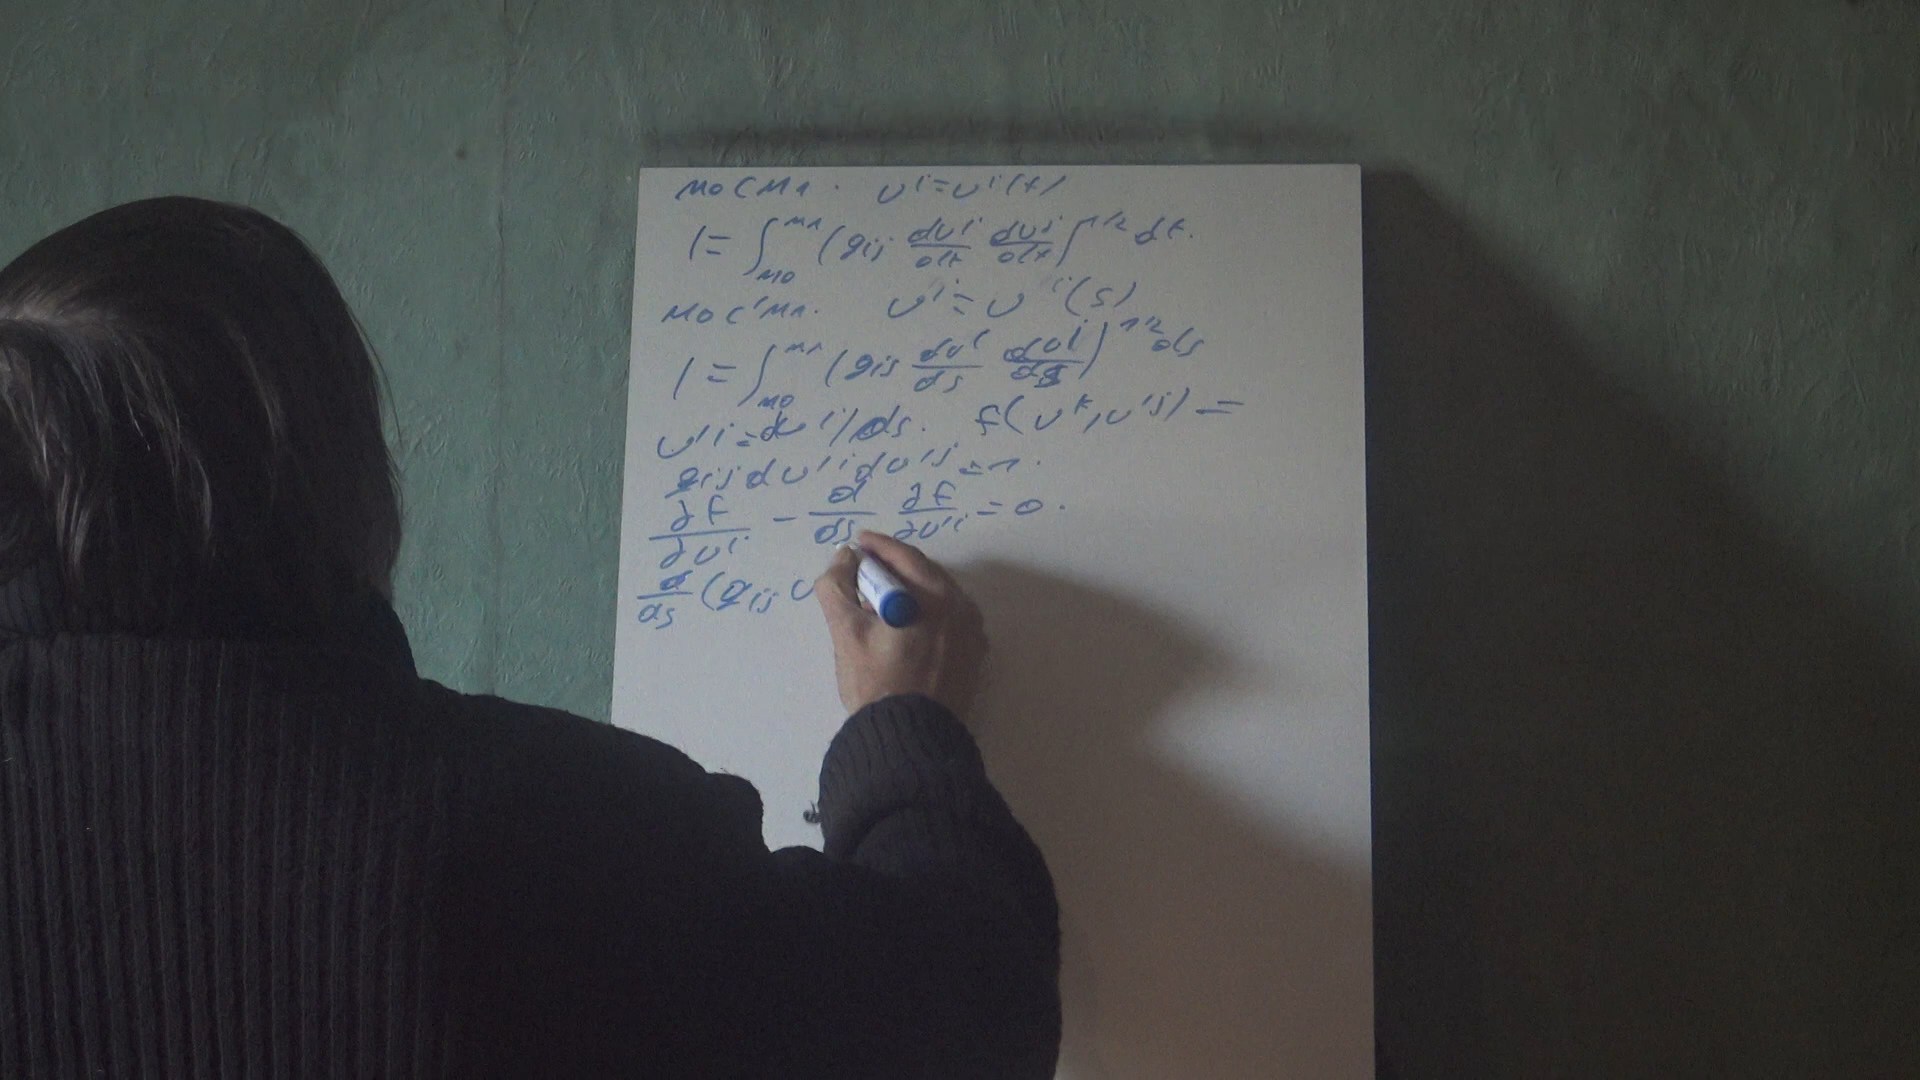 M0CM1. u^i=u^i(t)
l=∫_{M0}^{M1}(g_{ij} du^i/dt du^j/dt)^{1/2}dt.
M0C'M1. u^i=u^i(s)
l=∫_{M0}^{M1}(g_{ij} du^i/ds du^j/ds)^{1/2}ds
u'^i=du^i/ds. f(u^k,u'^j)=
g_{ij}du'^idu'^j=1.
∂f/∂u^i - d/ds ∂f/∂u'^i=0.
d/ds(g_{ij}u